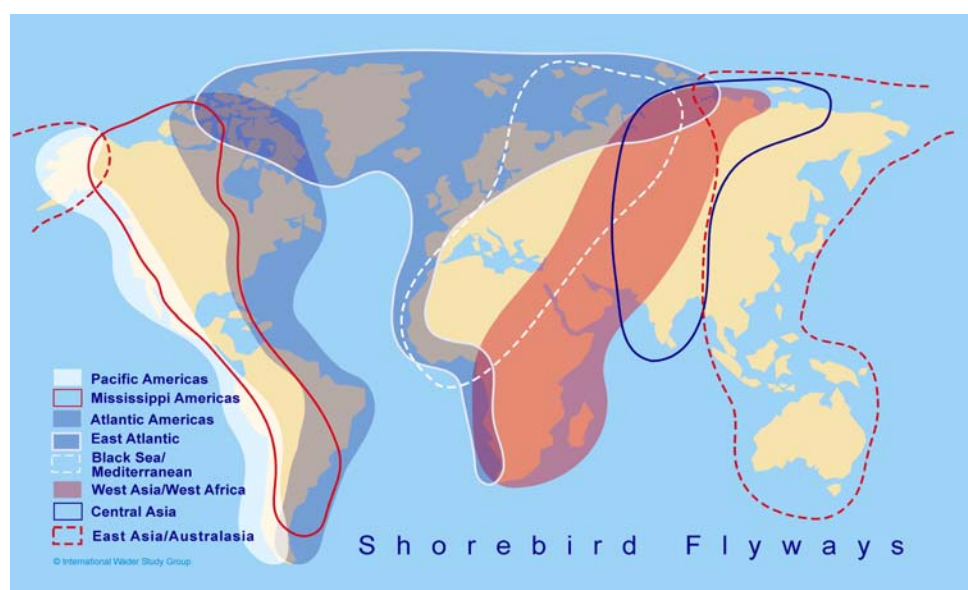 Pacific Americas
Mississippi Americas
Atlantic Americas
East Atlantic
Black Sea/
Mediterranean
West Asia/West Africa
Central Asia
East Asia/Australasia
© International Wader Study Group
Shorebird Flyways